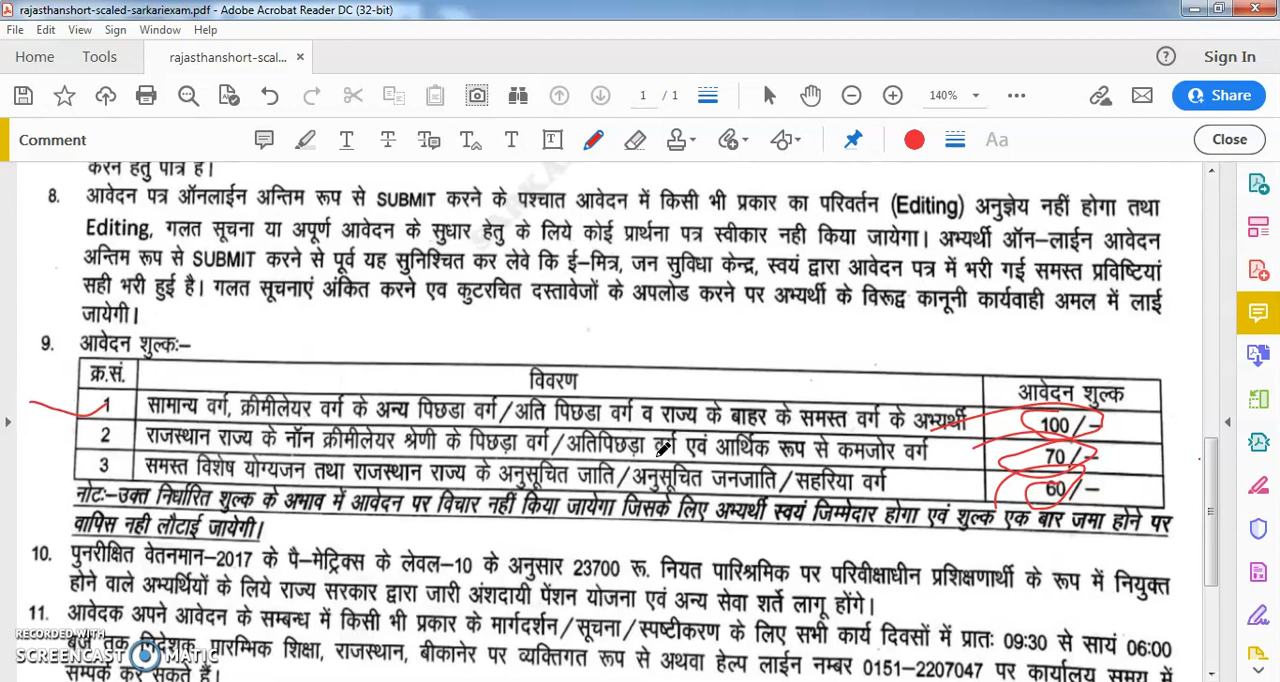 rajasthanshort-scaled-sarkariexam.pdf - Adobe Acrobat Reader DC (32-bit)
File Edit View Sign Window Help
Home Tools rajasthanshort-scal... × Sign In
1 / 1 140% Share
Comment Close
करने हेतु पात्र है।
8. आवेदन पत्र ऑनलाईन अन्तिम रूप से SUBMIT करने के पश्चात आवेदन में किसी भी प्रकार का परिवर्तन (Editing) अनुज्ञेय नहीं होगा तथा
Editing, गलत सूचना या अपूर्ण आवेदन के सुधार हेतु के लिये कोई प्रार्थना पत्र स्वीकार नही किया जायेगा। अभ्यर्थी ऑन-लाईन आवेदन
अन्तिम रूप से SUBMIT करने से पूर्व यह सुनिश्चित कर लेवे कि ई-मित्र, जन सुविधा केन्द्र, स्वयं द्वारा आवेदन पत्र में भरी गई समस्त प्रविष्टियां
सही भरी हुई है। गलत सूचनाएं अंकित करने एव कुटरचित दस्तावेजों के अपलोड करने पर अभ्यर्थी के विरूद्व कानूनी कार्यवाही अमल में लाई
जायेगी।
9. आवेदन शुल्कः–
क्र.सं. विवरण आवेदन शुल्क
1 सामान्य वर्ग, क्रीमीलेयर वर्ग के अन्य पिछडा वर्ग/अति पिछडा वर्ग व राज्य के बाहर के समस्त वर्ग के अभ्यर्थी 100/–
2 राजस्थान राज्य के नॉन क्रीमीलेयर श्रेणी के पिछड़ा वर्ग/अतिपिछड़ा वर्ग एवं आर्थिक रूप से कमजोर वर्ग 70/–
3 समस्त विशेष योग्यजन तथा राजस्थान राज्य के अनुसूचित जाति/अनुसूचित जनजाति/सहरिया वर्ग 60/–
नोटः–उक्त निर्धारित शुल्क के अभाव में आवेदन पर विचार नहीं किया जायेगा जिसके लिए अभ्यर्थी स्वयं जिम्मेदार होगा एवं शुल्क एक बार जमा होने पर
वापिस नही लौटाई जायेगी।
10. पुनरीक्षित वेतनमान-2017 के पै-मेट्रिक्स के लेवल-10 के अनुसार 23700 रू. नियत पारिश्रमिक पर परिवीक्षाधीन प्रशिक्षणार्थी के रूप में नियुक्त
होने वाले अभ्यर्थियों के लिये राज्य सरकार द्वारा जारी अंशदायी पेंशन योजना एवं अन्य सेवा शर्ते लागू होंगे।
11. आवेदक अपने आवेदन के सम्बन्ध में किसी भी प्रकार के मार्गदर्शन/सूचना/स्पष्टीकरण के लिए सभी कार्य दिवसों में प्रातः 09:30 से सायं 06:00
बजे तक निदेशक, प्रारम्भिक शिक्षा, राजस्थान, बीकानेर पर व्यक्तिगत रूप से अथवा हेल्प लाईन नम्बर 0151-2207047 पर कार्यालय समय में
सम्पर्क कर सकते है।
RECORDED WITH
SCREENCAST MATIC